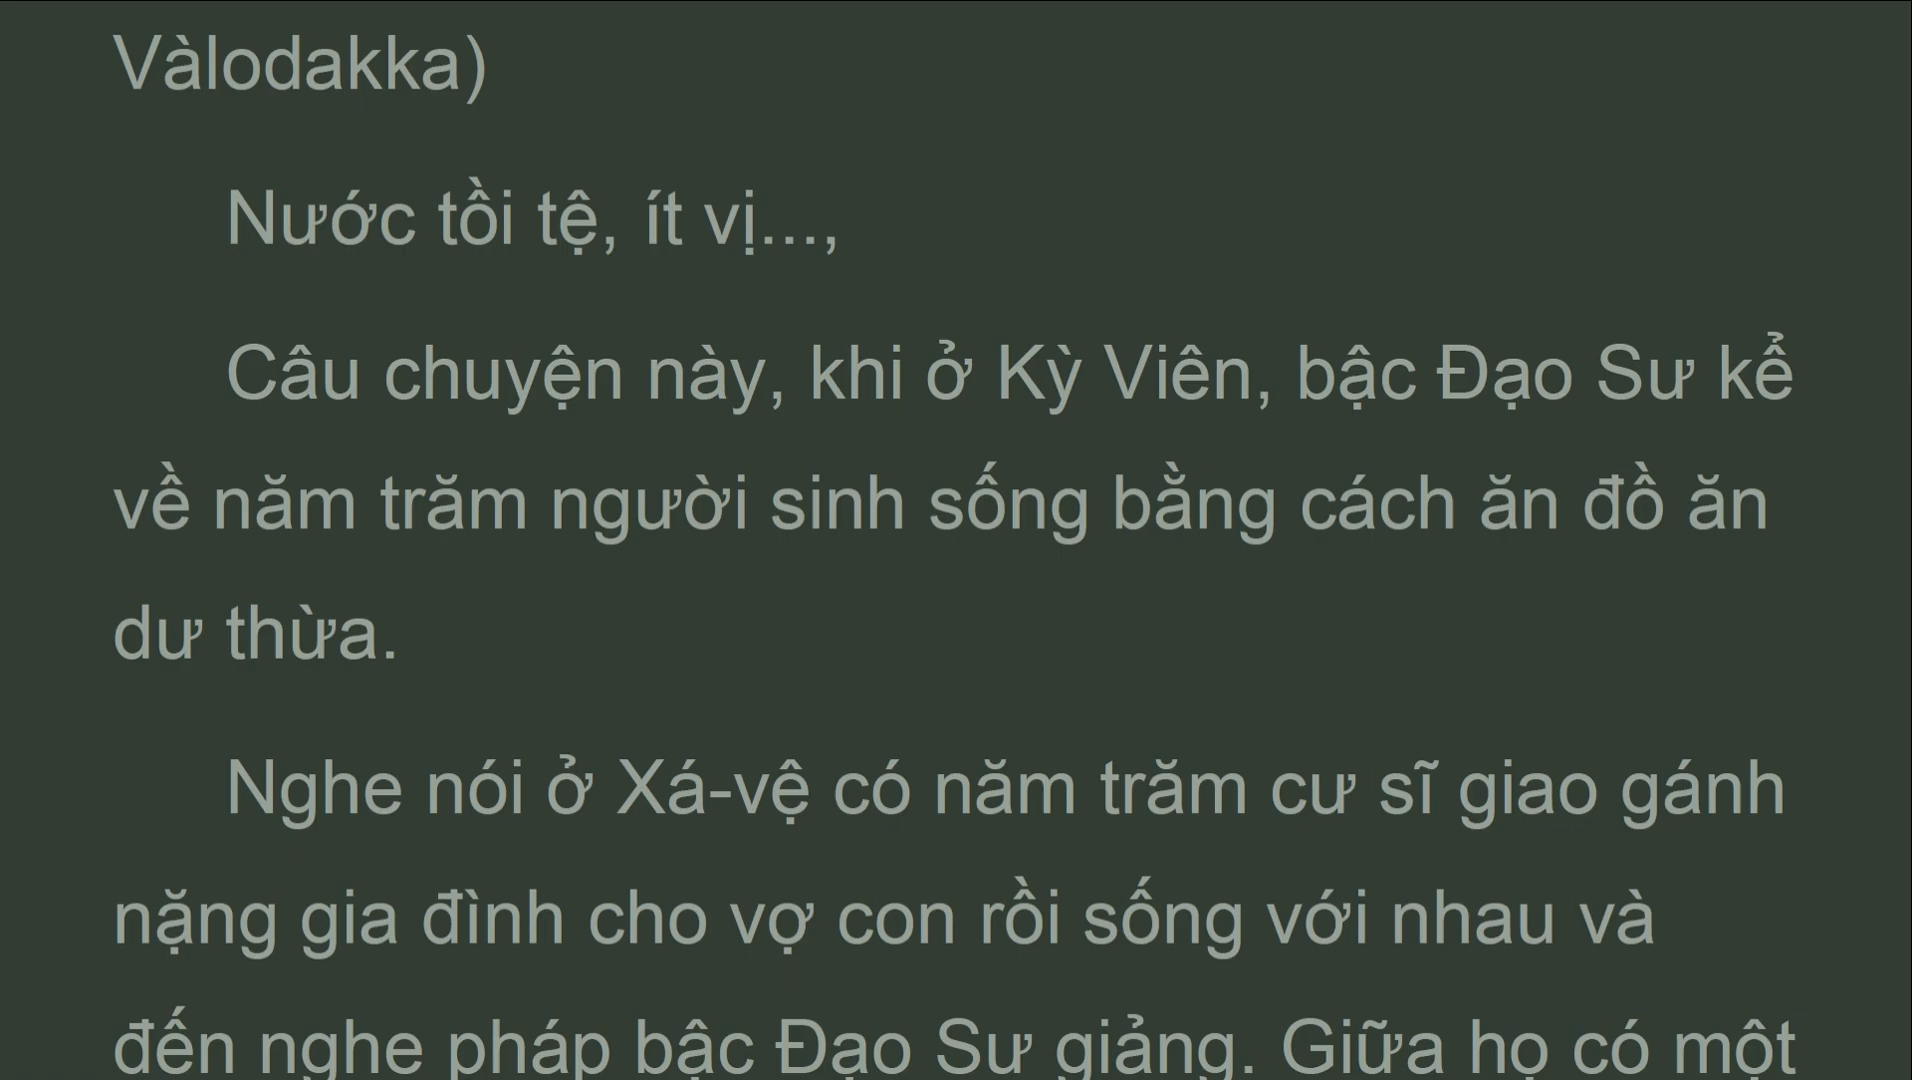 Vàlodakka)
Nước tồi tệ, ít vị...,
Câu chuyện này, khi ở Kỳ Viên, bậc Đạo Sư kể
về năm trăm người sinh sống bằng cách ăn đồ ăn
dư thừa.
Nghe nói ở Xá-vệ có năm trăm cư sĩ giao gánh
nặng gia đình cho vợ con rồi sống với nhau và
đến nghe pháp bậc Đạo Sư giảng. Giữa họ có một